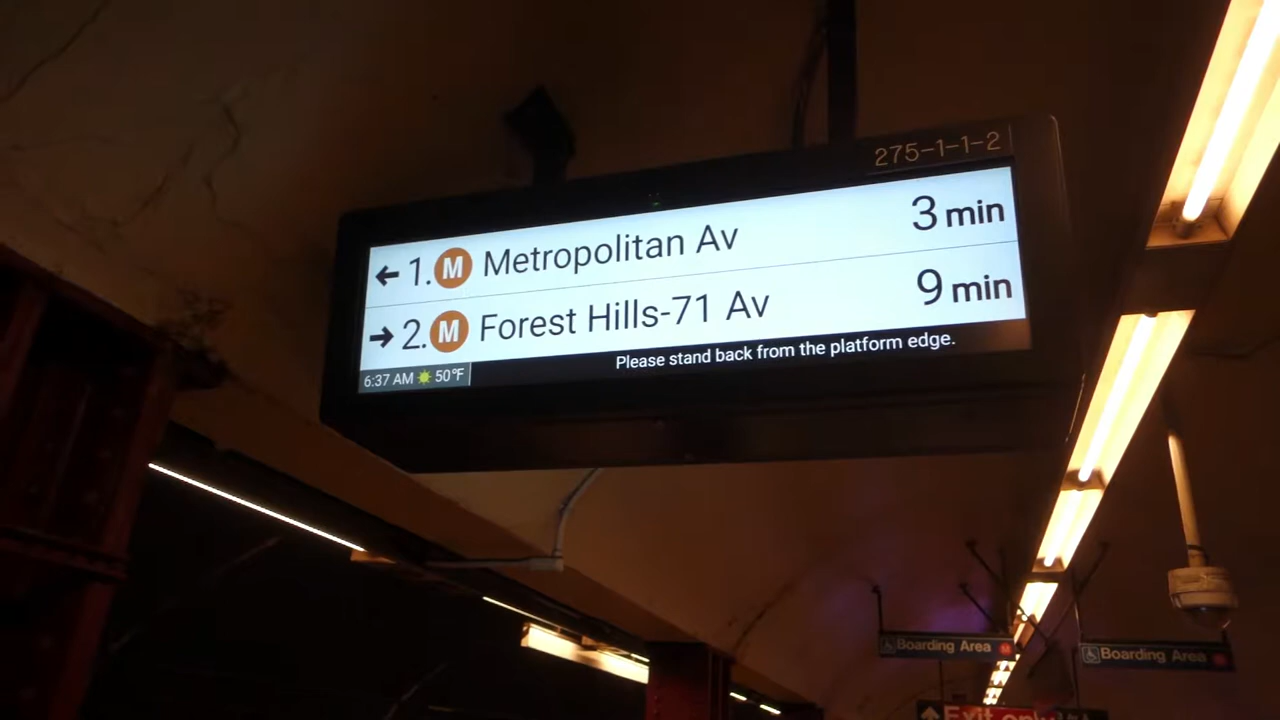 275-1-1-2
← 1. M Metropolitan Av 3 min
→ 2. M Forest Hills-71 Av 9 min
Please stand back from the platform edge.
6:37 AM 50°F
Boarding Area M
Boarding Area
Exit only